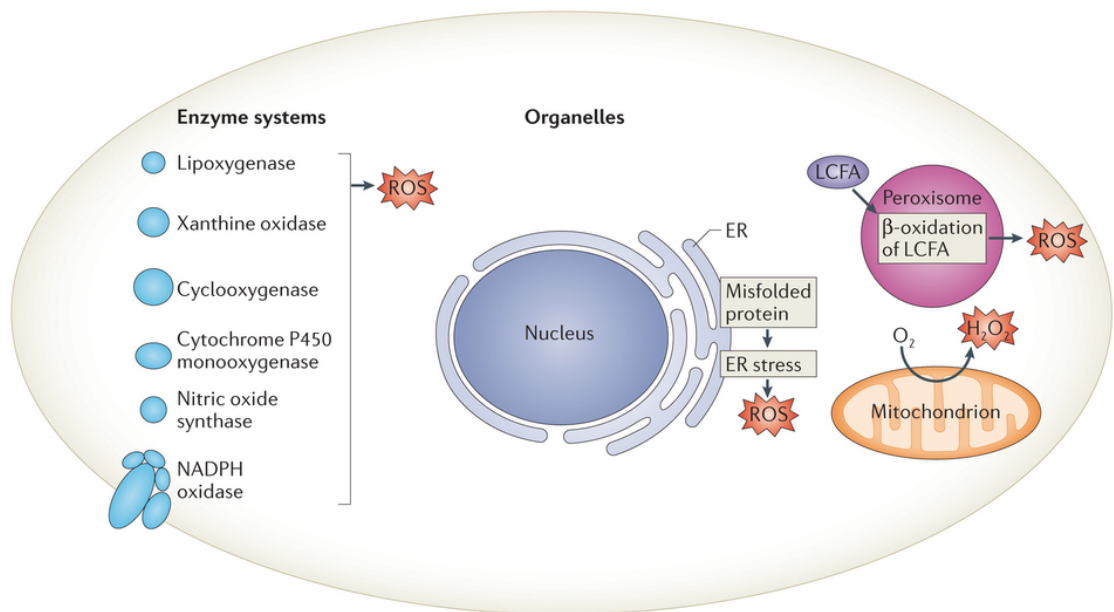 Enzyme systems
Lipoxygenase
Xanthine oxidase
Cyclooxygenase
Cytochrome P450
monooxygenase
Nitric oxide
synthase
NADPH
oxidase
ROS
Organelles
Nucleus
ER
Misfolded
protein
ER stress
ROS
LCFA
Peroxisome
β-oxidation
of LCFA
ROS
O₂
H₂O₂
Mitochondrion